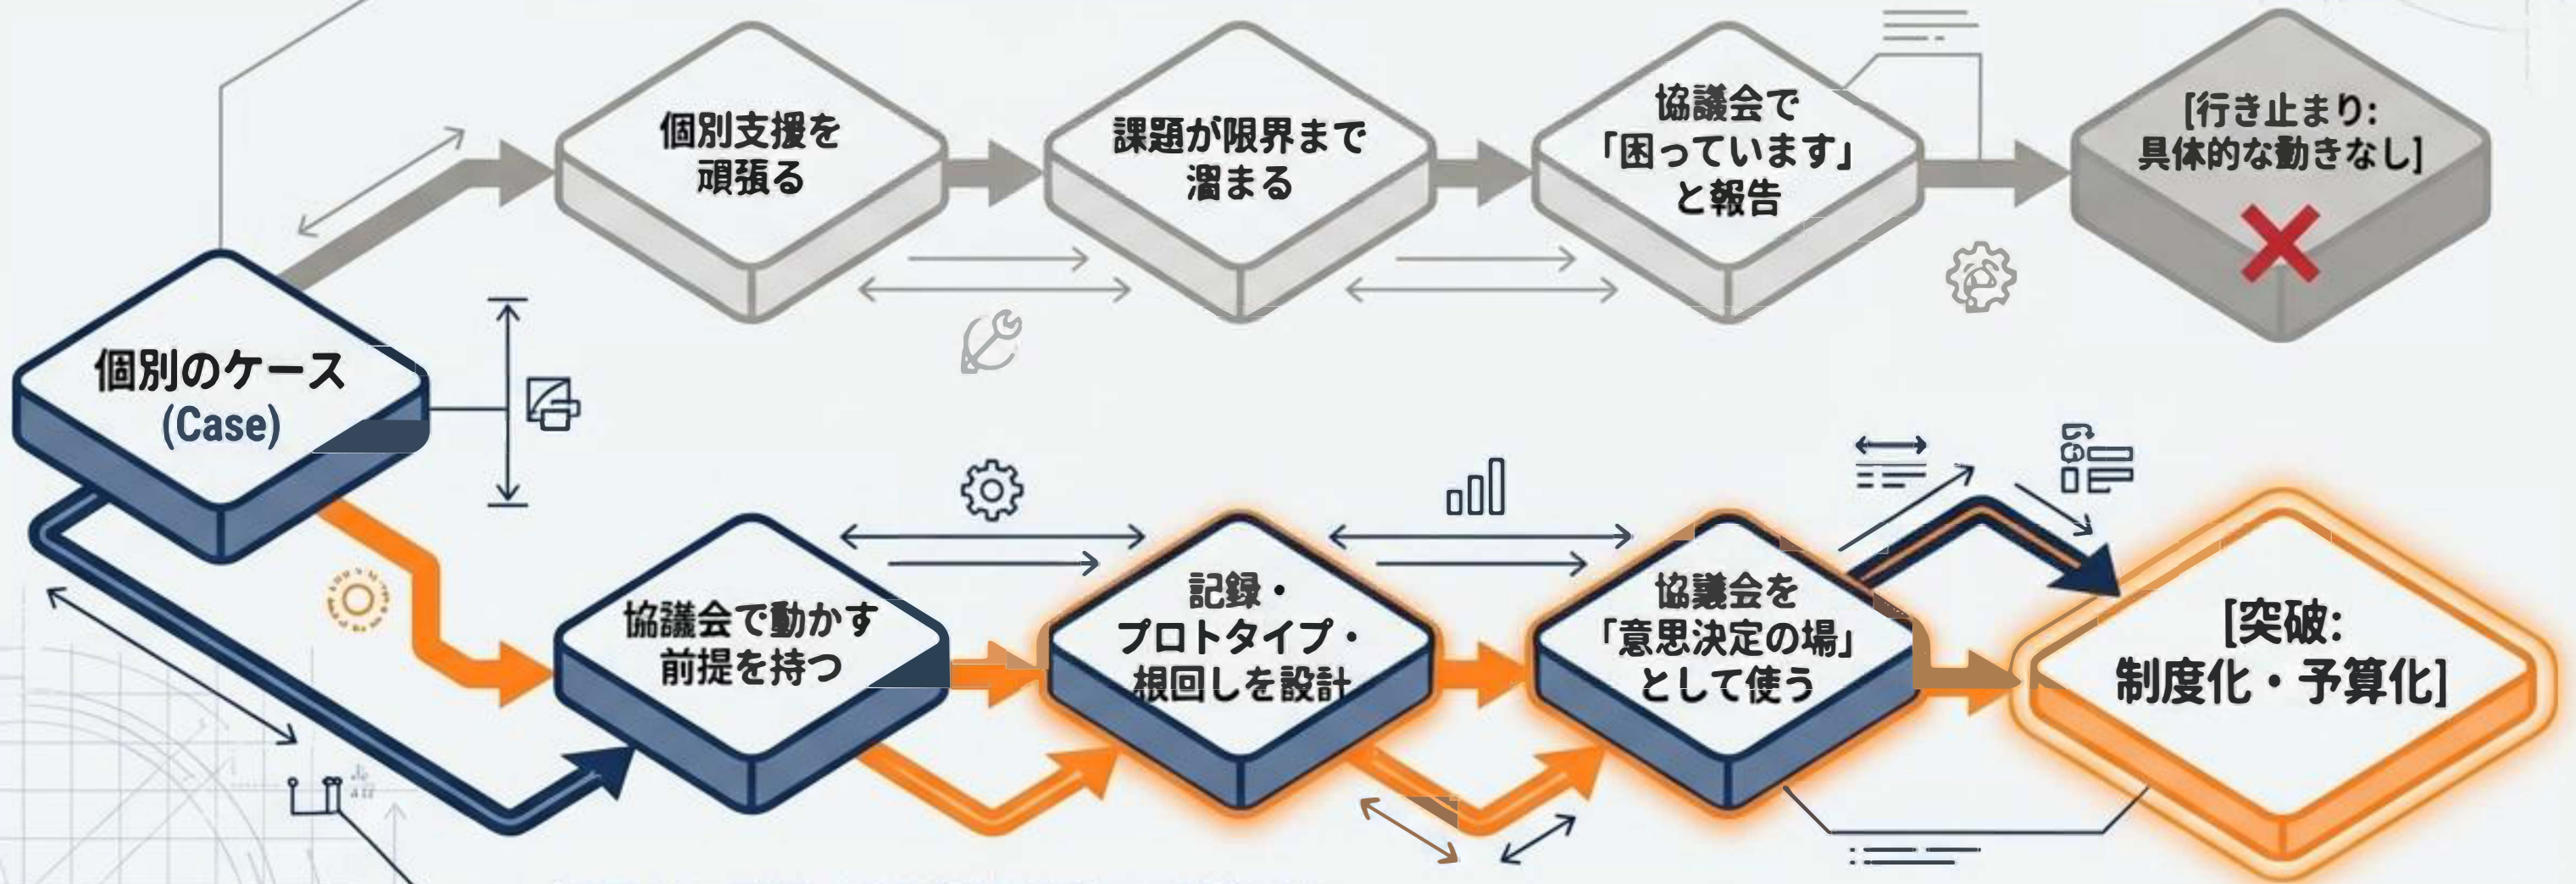 個別支援を
頑張る
課題が限界まで
溜まる
協議会で
「困っています」
と報告
[行き止まり:
具体的な動きなし]
個別のケース
(Case)
協議会で動かす
前提を持つ
記録・
プロトタイプ・
根回しを設計
協議会を
「意思決定の場」
として使う
[突破:
制度化・予算化]